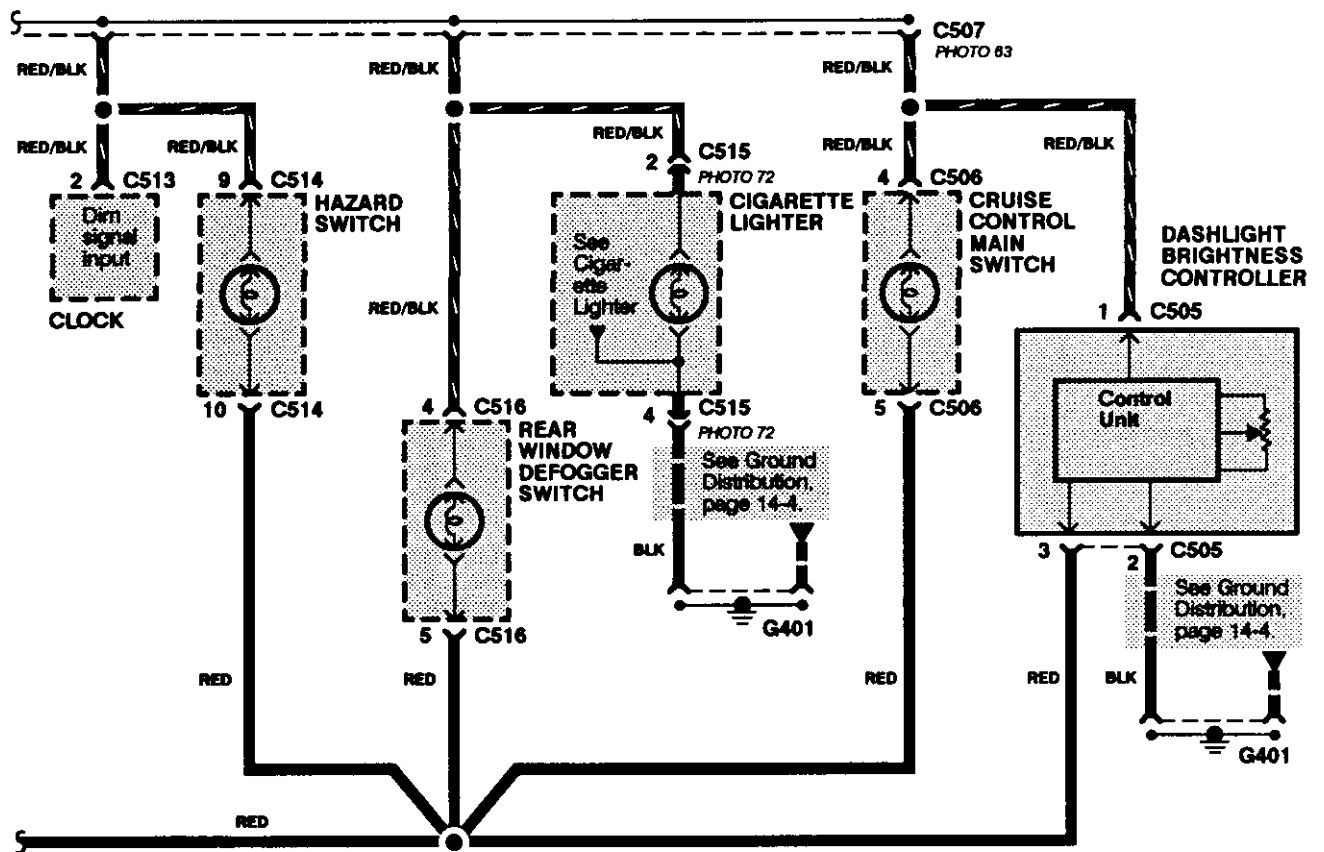 C507
PHOTO 63
RED/BLK
RED/BLK
RED/BLK
RED/BLK
RED/BLK
RED/BLK
RED/BLK
2 C513
Dim
signal
input
CLOCK
9 C514
HAZARD
SWITCH
10 C514
RED/BLK
4 C516
REAR
WINDOW
DEFOGGER
SWITCH
5 C516
2 C515
PHOTO 72
CIGARETTE
LIGHTER
See
Cigar-
ette
Lighter
4 C515
PHOTO 72
See Ground
Distribution,
page 14-4.
BLK
G401
4 C506
CRUISE
CONTROL
MAIN
SWITCH
5 C506
DASHLIGHT
BRIGHTNESS
CONTROLLER
1 C505
Control
Unit
3 2 C505
See Ground
Distribution,
page 14-4.
RED
RED
RED
RED
BLK
G401
RED